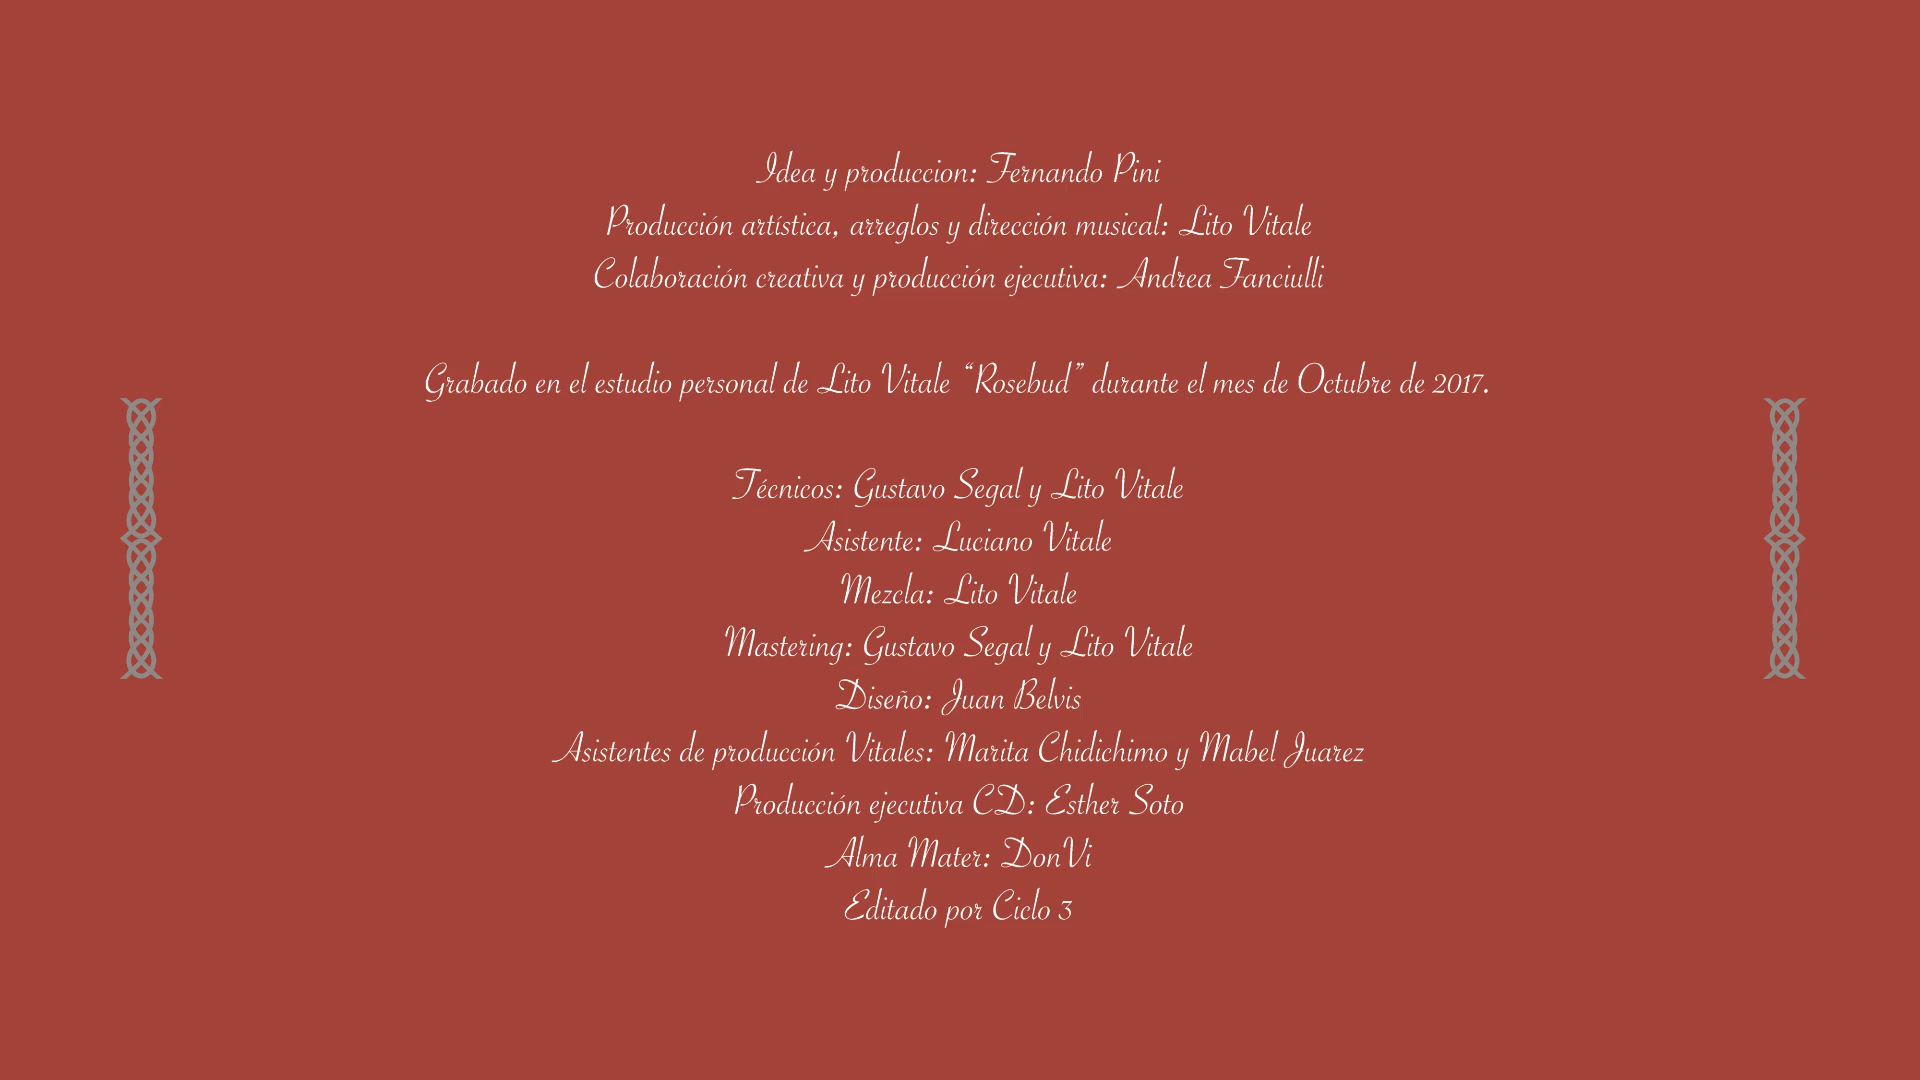 Idea y produccion: Fernando Pini
Producción artística, arreglos y dirección musical: Lito Vitale
Colaboración creativa y producción ejecutiva: Andrea Fanciulli
Grabado en el estudio personal de Lito Vitale “Rosebud” durante el mes de Octubre de 2017.
Técnicos: Gustavo Segal y Lito Vitale
Asistente: Luciano Vitale
Mezcla: Lito Vitale
Mastering: Gustavo Segal y Lito Vitale
Diseño: Juan Belvis
Asistentes de producción Vitales: Marita Chidichimo y Mabel Juarez
Producción ejecutiva CD: Esther Soto
Alma Mater: DonVi
Editado por Ciclo 3